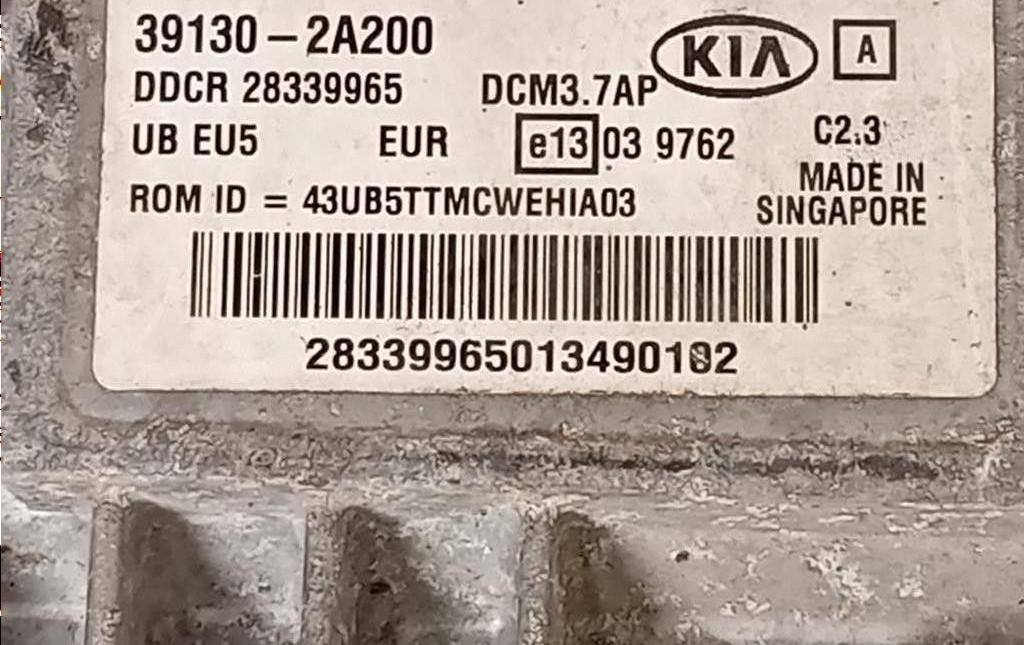 39130-2A200 KIA A
DDCR 28339965 DCM3.7AP
UB EU5 EUR e13 03 9762 C2.3
ROM ID = 43UB5TTMCWEHIA03 MADE IN
SINGAPORE